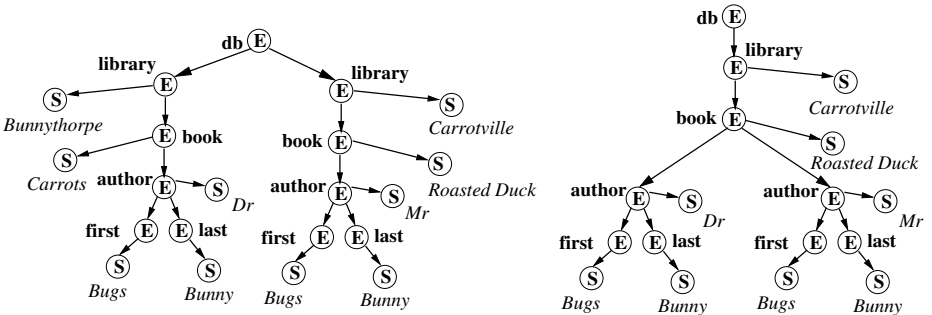 db E
library E
S
Bunnythorpe
E book
S
Carrots
author E
S
Dr
first E
E last
S
Bugs
S
Bunny
library
E
S
Carrotville
book E
S
Roasted Duck
author E
S
Mr
first E
E last
S
Bugs
S
Bunny
db E
library
E
S
Carrotville
book E
S
Roasted Duck
author E
S
Dr
first E
E last
S
Bugs
S
Bunny
author E
S
Mr
first E
E last
S
Bugs
S
Bunny